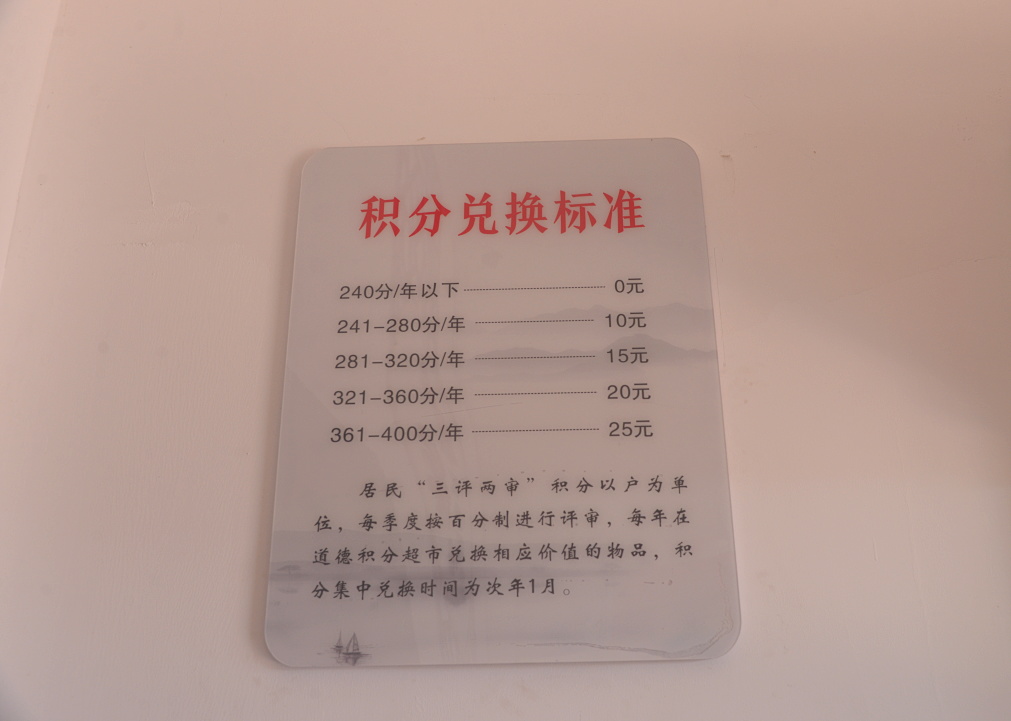 积分兑换标准
240分/年以下 0元
241-280分/年 10元
281-320分/年 15元
321-360分/年 20元
361-400分/年 25元
居民“三评两审”积分以户为单
位，每季度按百分制进行评审，每年在
道德积分超市兑换相应价值的物品，积
分集中兑换时间为次年1月。